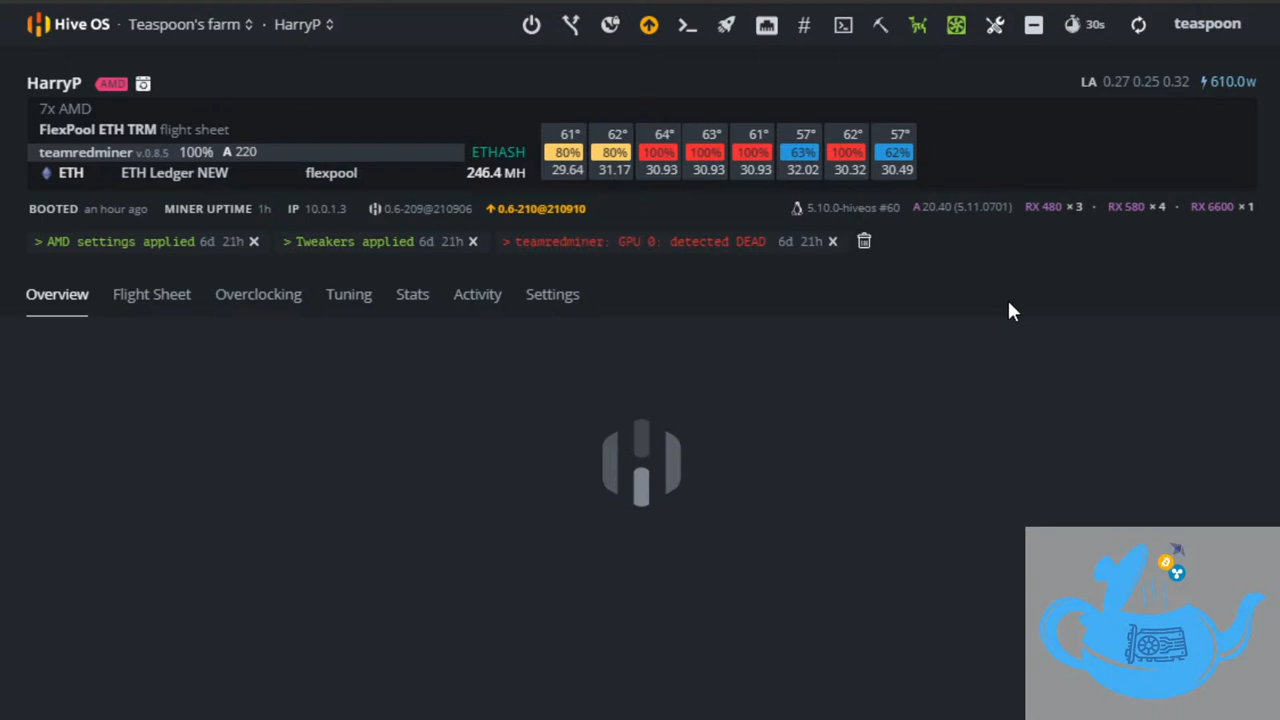 Hive OS · Teaspoon's farm · HarryP # 30s teaspoon
HarryP AMD LA 0.27 0.25 0.32 610.0 w
7x AMD
FlexPool ETH TRM flight sheet 61° 62° 64° 63° 61° 57° 62° 57°
teamredminer v.0.8.5 100% A 220 ETHASH 80% 80% 100% 100% 100% 63% 100% 62%
ETH ETH Ledger NEW flexpool 246.4 MH 29.64 31.17 30.93 30.93 30.93 32.02 30.32 30.49
BOOTED an hour ago MINER UPTIME 1h IP 10.0.1.3 0.6-209@210906 0.6-210@210910 5.10.0-hiveos #60 A 20.40 (5.11.0701) RX 480 × 3 · RX 580 × 4 · RX 6600 × 1
> AMD settings applied 6d 21h × > Tweakers applied 6d 21h × > teamredminer: GPU 0: detected DEAD 6d 21h ×
Overview Flight Sheet Overclocking Tuning Stats Activity Settings